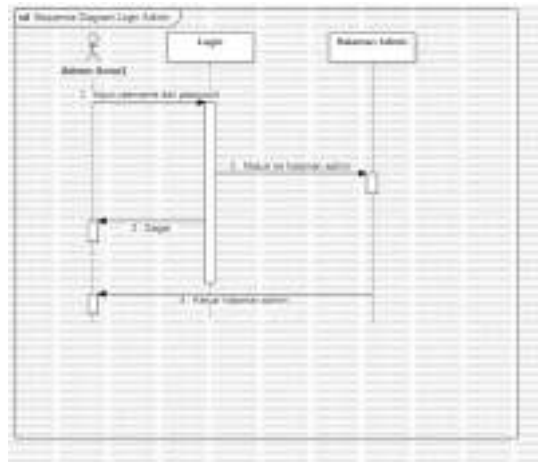 sd Sequence Diagram Login Admin
Login
Halaman Admin
1 : Input username dan password
2 : Masuk ke halaman admin
3 : Gagal
4 : Keluar halaman admin